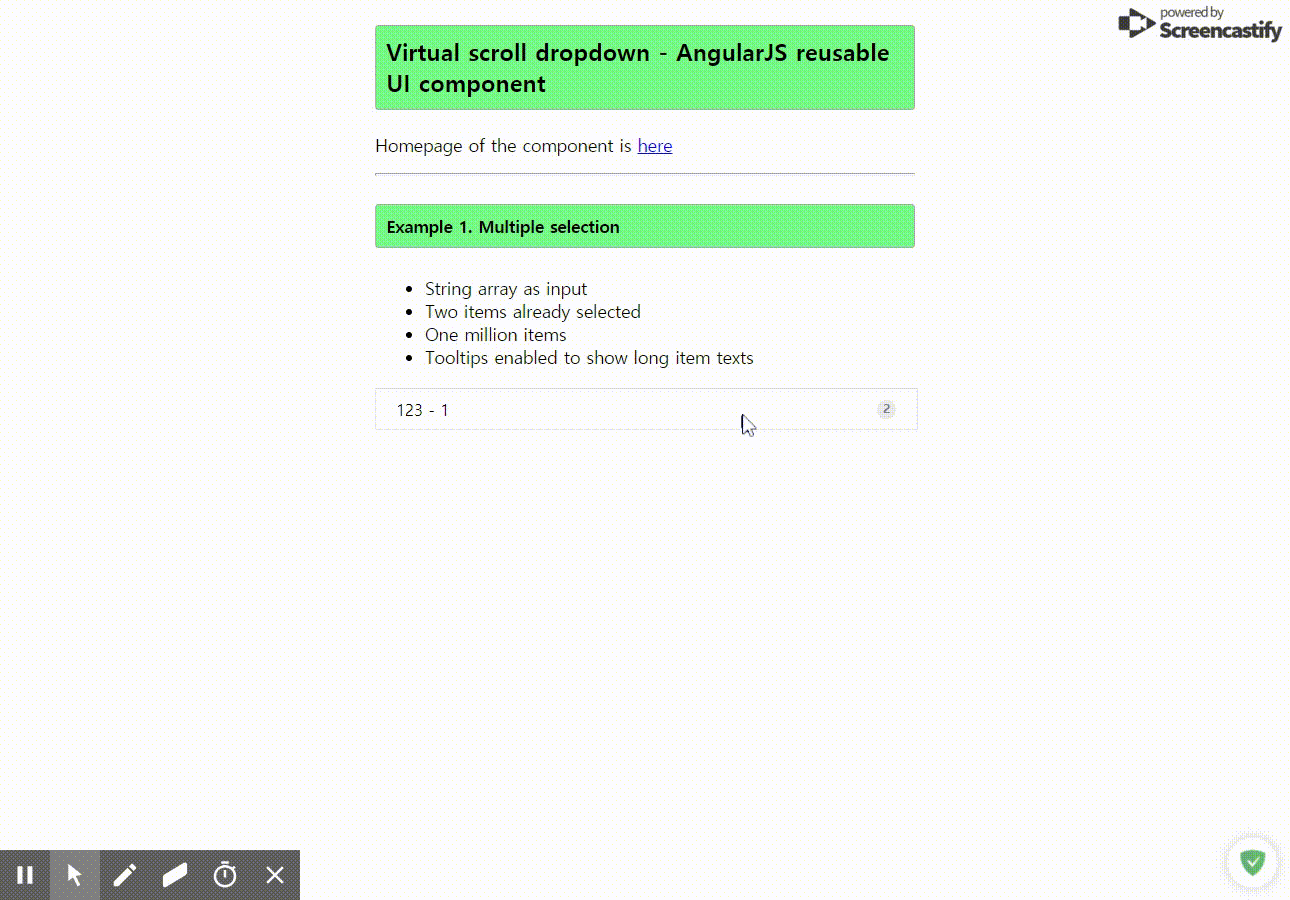 powered by
Screencastify
Virtual scroll dropdown - AngularJS reusable
UI component
Homepage of the component is here
Example 1. Multiple selection
String array as input
Two items already selected
One million items
Tooltips enabled to show long item texts
123 - 1
2